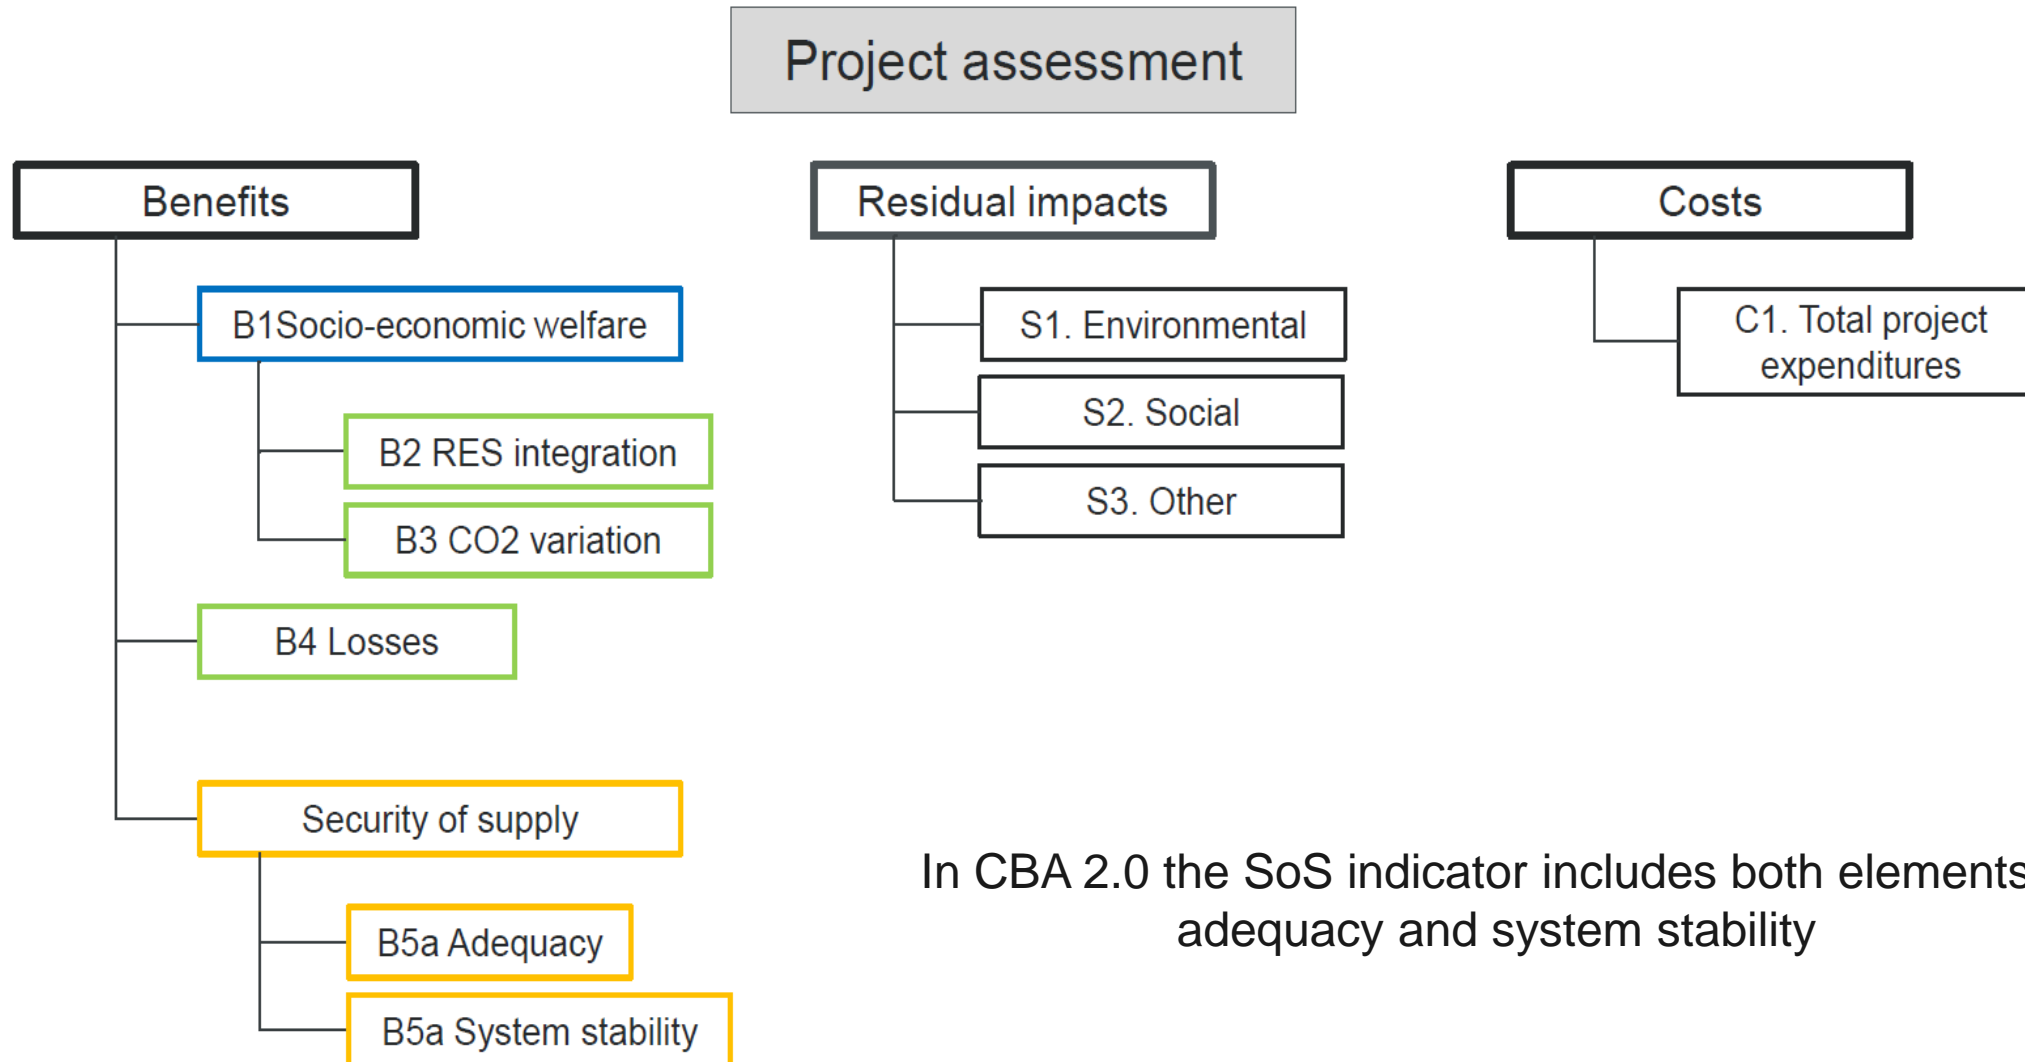 Project assessment
Benefits
B1Socio-economic welfare
B2 RES integration
B3 CO2 variation
B4 Losses
Security of supply
B5a Adequacy
B5a System stability
Residual impacts
S1. Environmental
S2. Social
S3. Other
Costs
C1. Total project
expenditures
In CBA 2.0 the SoS indicator includes both elements
adequacy and system stability